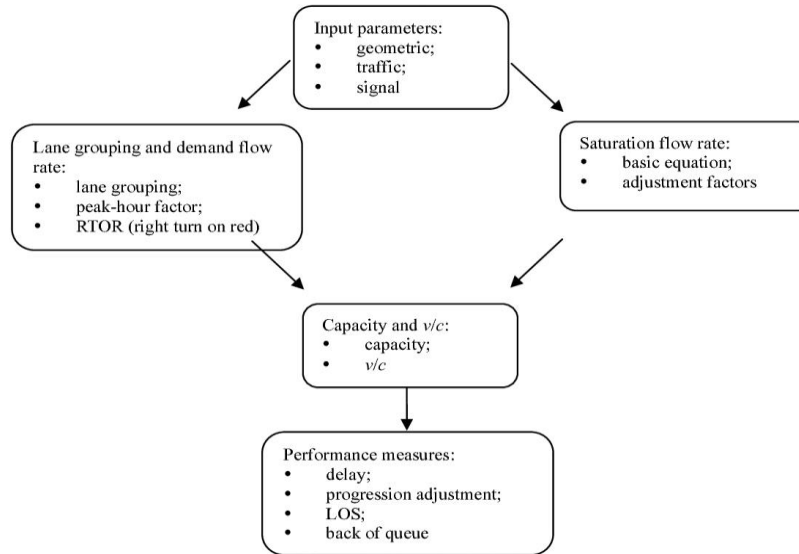 Input parameters:
• geometric;
• traffic;
• signal
Lane grouping and demand flow
rate:
• lane grouping;
• peak-hour factor;
• RTOR (right turn on red)
Saturation flow rate:
• basic equation;
• adjustment factors
Capacity and v/c:
• capacity;
• v/c
Performance measures:
• delay;
• progression adjustment;
• LOS;
• back of queue